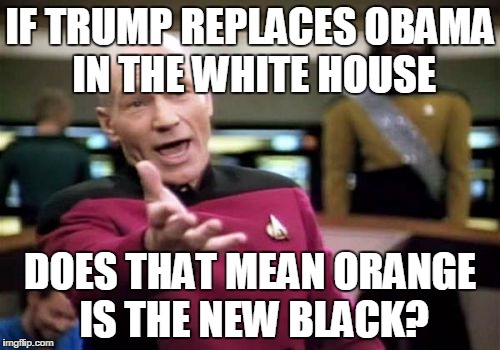 IF TRUMP REPLACES OBAMA
IN THE WHITE HOUSE
DOES THAT MEAN ORANGE
IS THE NEW BLACK?
imgflip.com